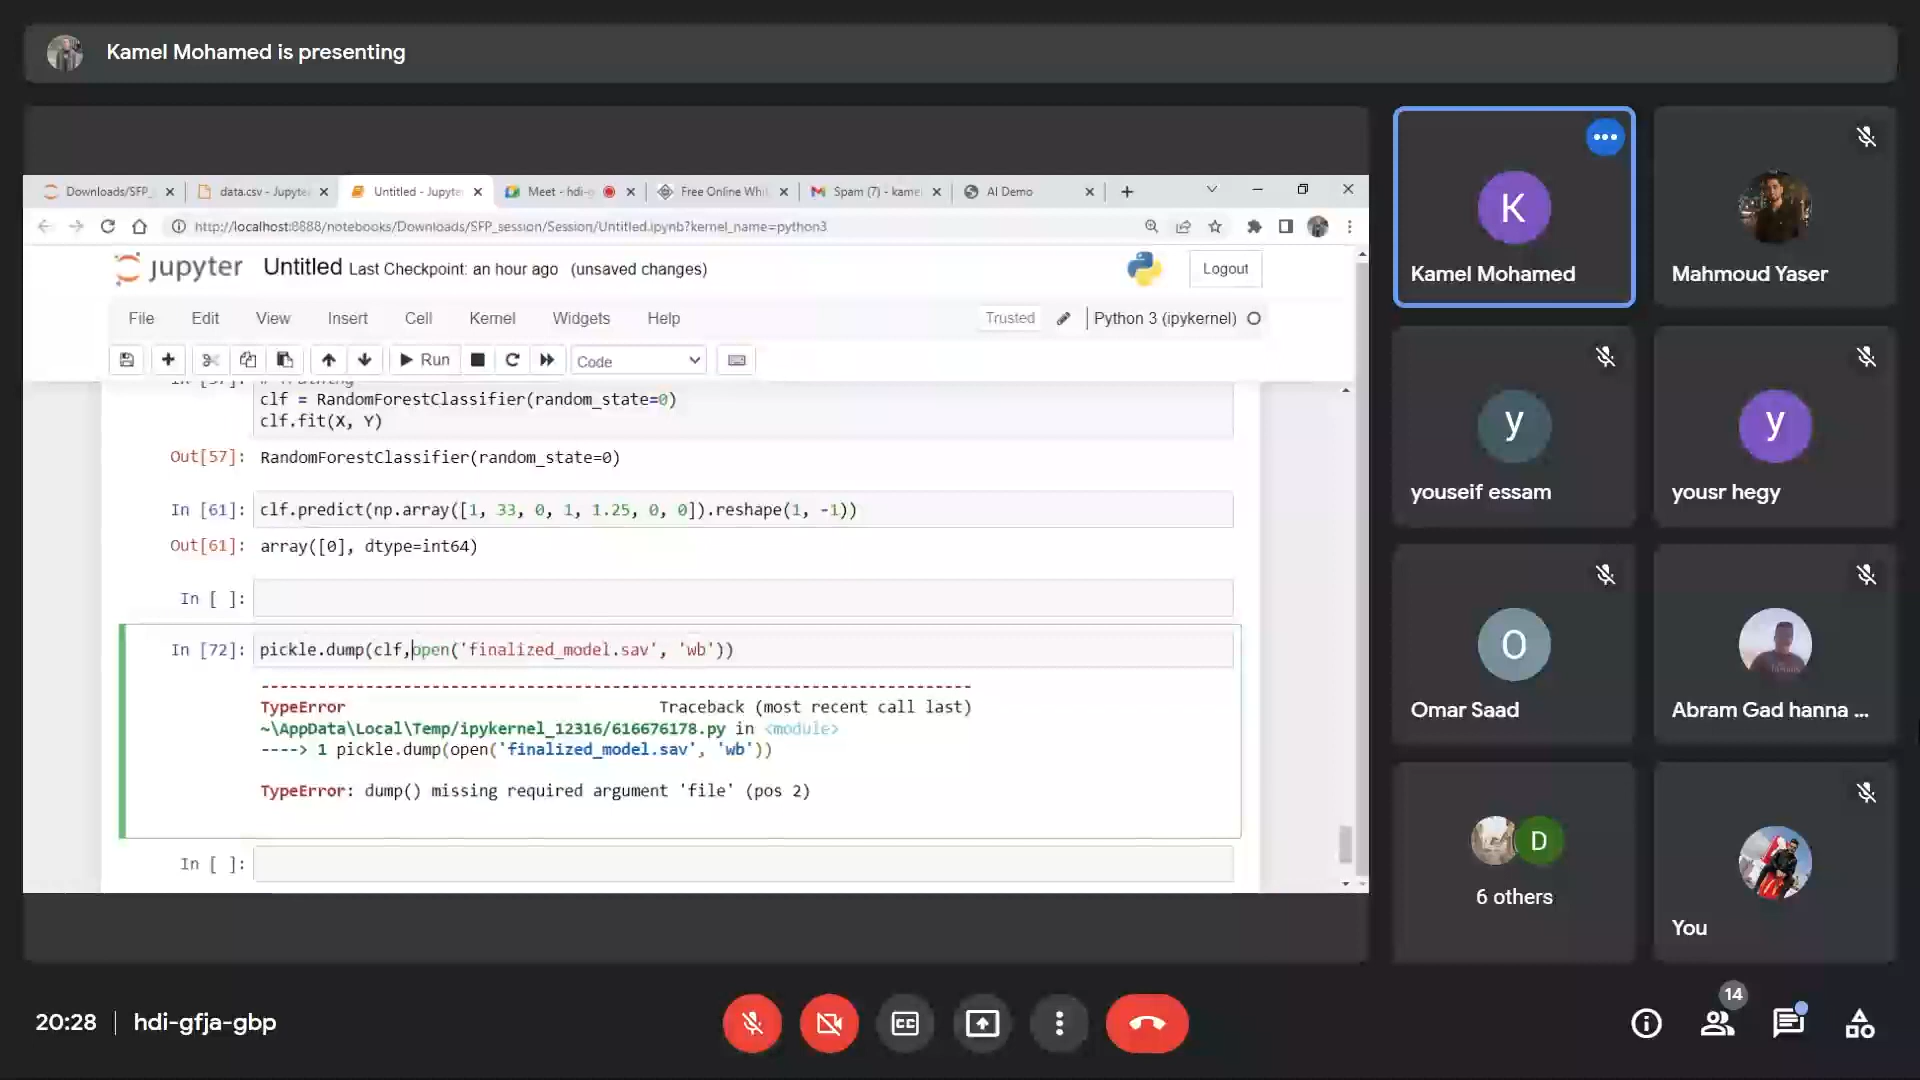 Kamel Mohamed is presenting
Downloads/SFP_
data.csv - Jupyte
Untitled - Jupyte
Meet - hdi-g
Free Online Whi
Spam (7) - kame
AI Demo
http://localhost:8888/notebooks/Downloads/SFP_session/Session/Untitled.ipynb?kernel_name=python3
jupyter Untitled Last Checkpoint: an hour ago (unsaved changes)
Logout
File Edit View Insert Cell Kernel Widgets Help
Trusted
Python 3 (ipykernel)
Run
Code
clf = RandomForestClassifier(random_state=0)
clf.fit(X, Y)
Out[57]: RandomForestClassifier(random_state=0)
In [61]: clf.predict(np.array([1, 33, 0, 1, 1.25, 0, 0]).reshape(1, -1))
Out[61]: array([0], dtype=int64)
In [ ]:
In [72]: pickle.dump(clf,open('finalized_model.sav', 'wb'))
---------------------------------------------------------------------------
TypeError Traceback (most recent call last)
~\AppData\Local\Temp/ipykernel_12316/616676178.py in <module>
----> 1 pickle.dump(open('finalized_model.sav', 'wb'))
TypeError: dump() missing required argument 'file' (pos 2)
In [ ]:
K
Kamel Mohamed
Mahmoud Yaser
y
youseif essam
y
yousr hegy
O
Omar Saad
Abram Gad hanna ...
D
6 others
You
20:28 | hdi-gfja-gbp
CC
14